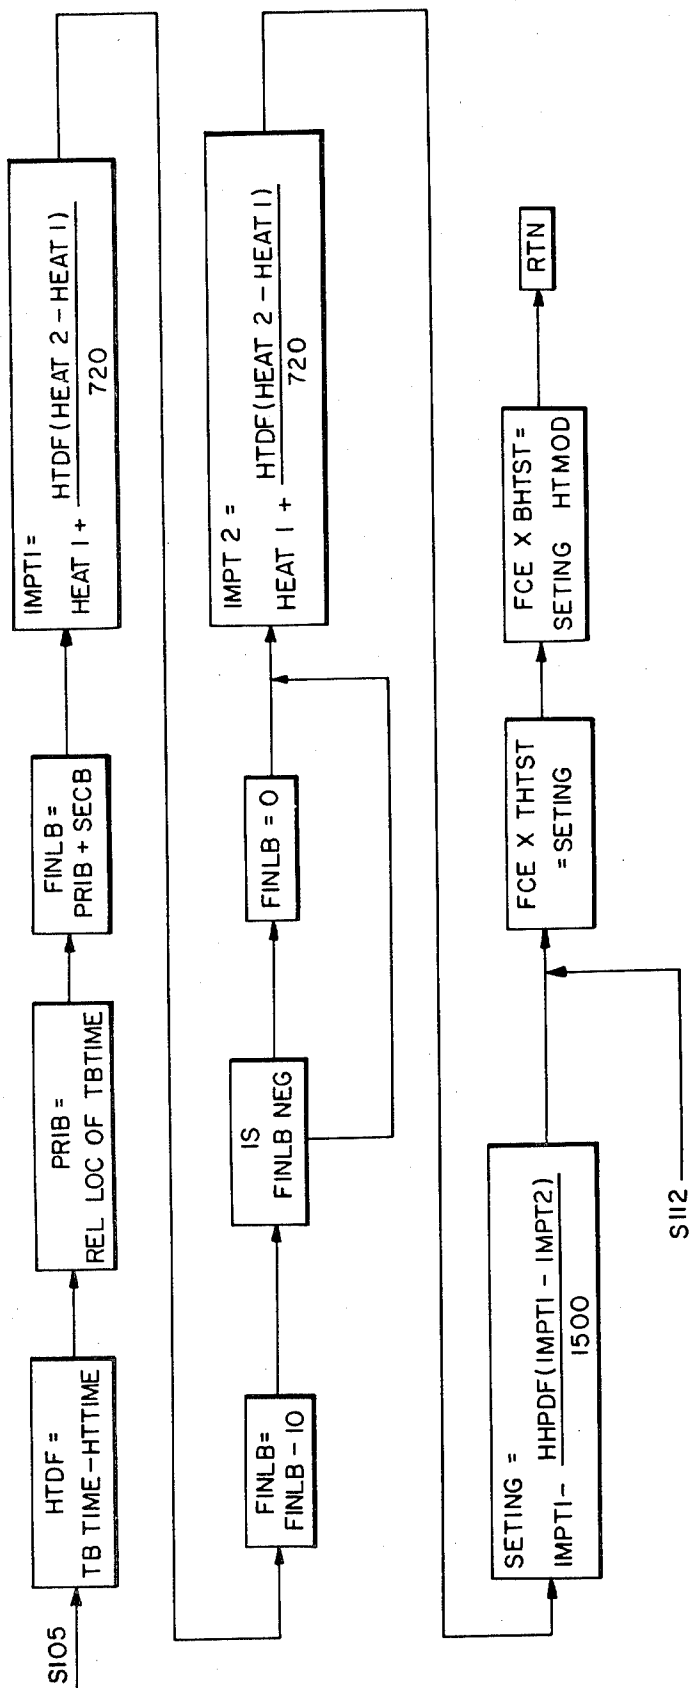 S105
HTDF =
TB TIME-HTTIME
PRIB =
REL LOC OF TBTIME
FINLB =
PRIB + SECB
IMPT1 =
HEAT 1 + HTDF(HEAT 2 - HEAT 1)
720
FINLB =
FINLB - 10
IS
FINLB NEG
FINLB = 0
IMPT 2 =
HEAT 1 + HTDF(HEAT 2 - HEAT 1)
720
SETING =
IMPT1- HHPDF(IMPT1 - IMPT2)
1500
S112
FCE X THTST
= SETING
FCE X BHTST =
SETING HTMOD
RTN